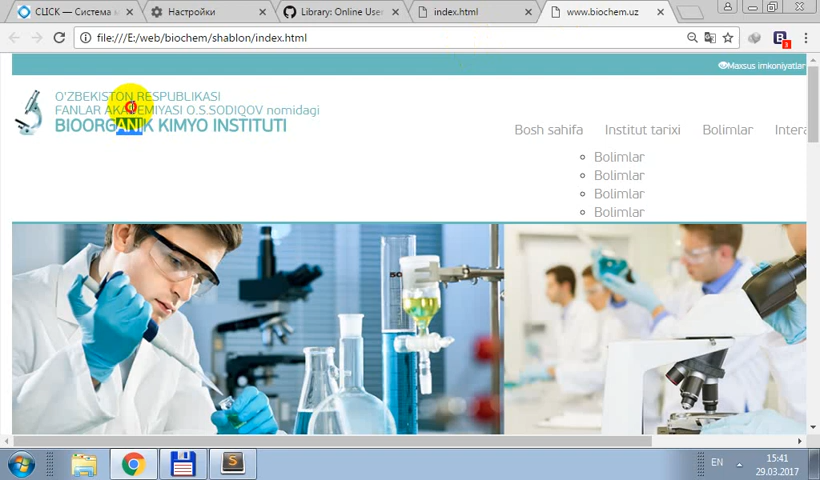 CLICK — Система м
Настройки
Library: Online User
index.html
www.biochem.uz
file:///E:/web/biochem/shablon/index.html
3
Maxsus imkoniyatlar
O'ZBEKISTON RESPUBLIKASI
FANLAR AKADEMIYASI O.S.SODIQOV nomidagi
BIOORGANIK KIMYO INSTITUTI
Bosh sahifa
Institut tarixi
Bolimlar
Intera
Bolimlar
Bolimlar
Bolimlar
Bolimlar
50
EN
15:41
29.03.2017